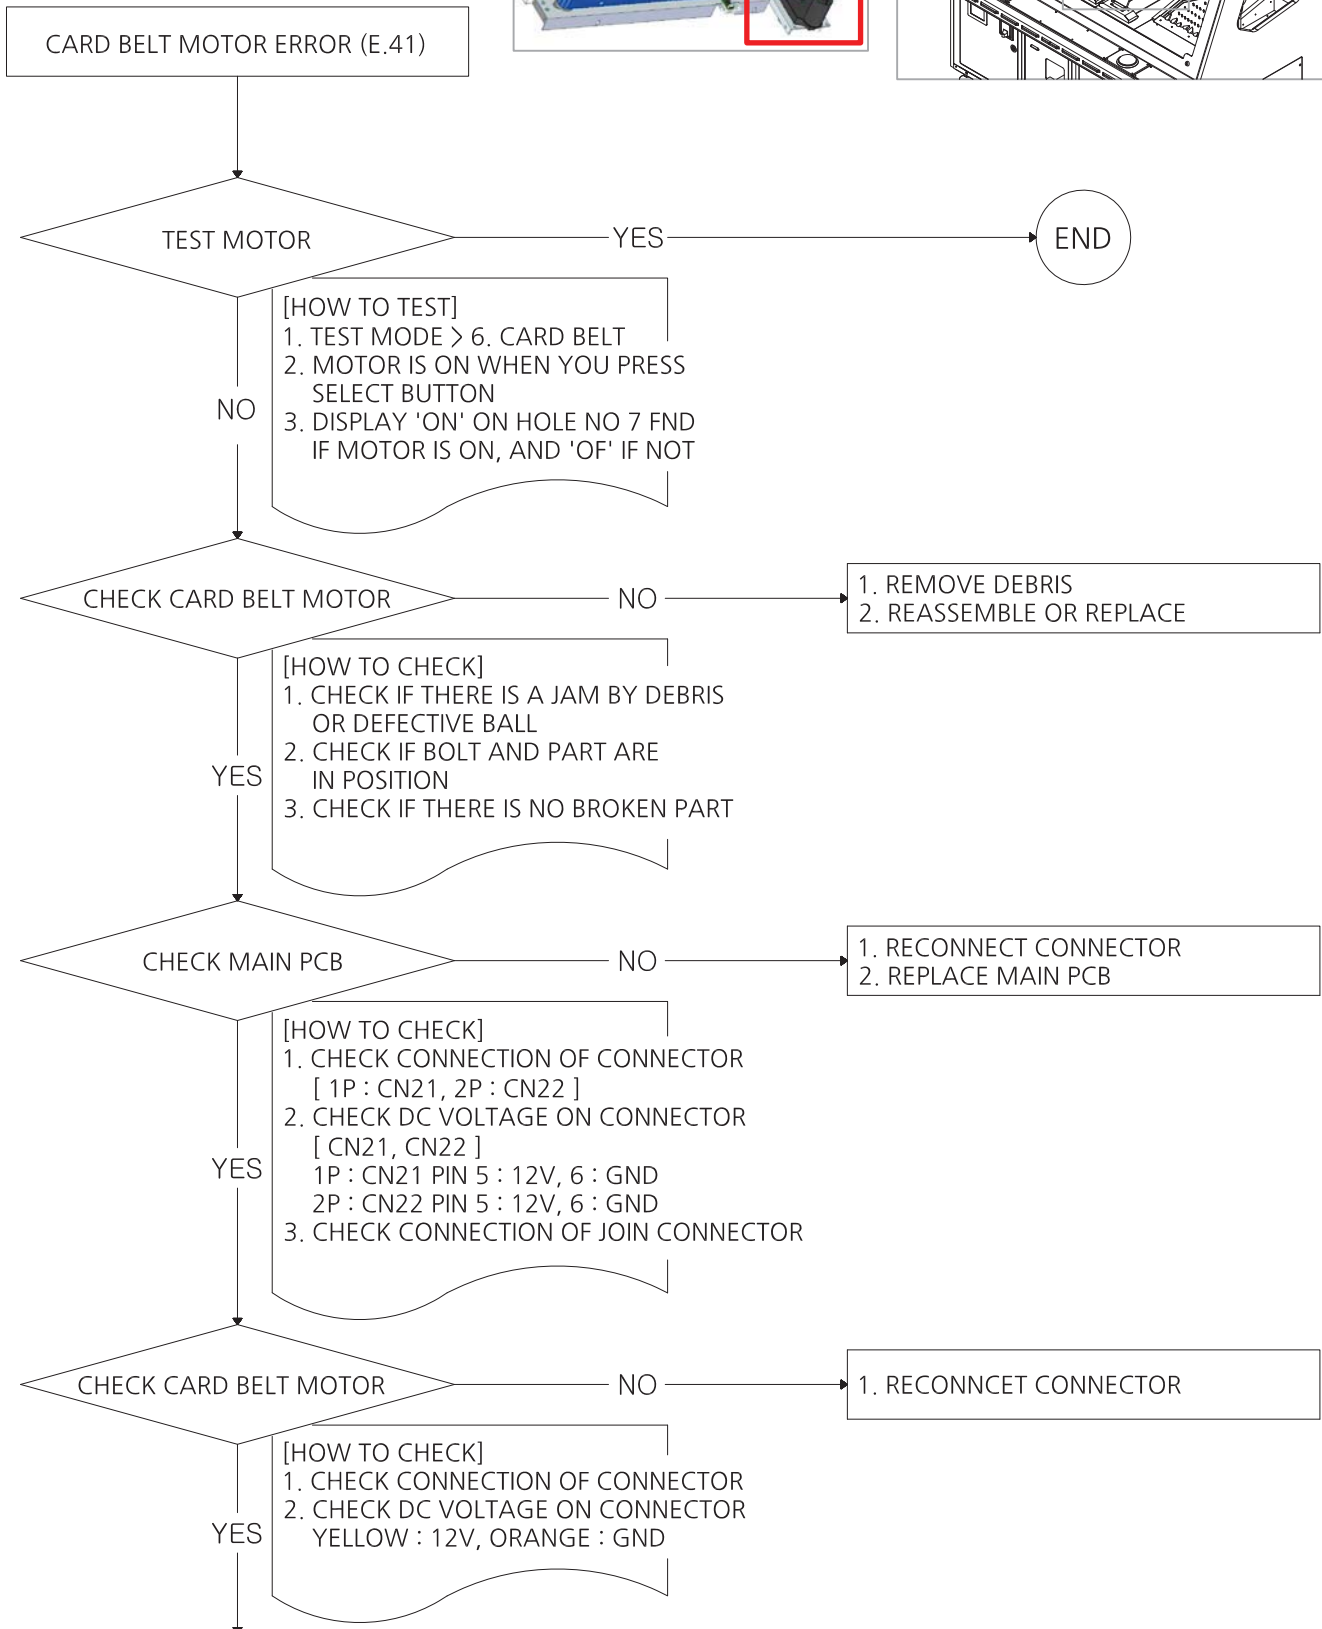 CARD BELT MOTOR ERROR (E.41)
TEST MOTOR
YES
END
[HOW TO TEST]
1. TEST MODE > 6. CARD BELT
2. MOTOR IS ON WHEN YOU PRESS
SELECT BUTTON
3. DISPLAY 'ON' ON HOLE NO 7 FND
IF MOTOR IS ON, AND 'OF' IF NOT
NO
CHECK CARD BELT MOTOR
NO
1. REMOVE DEBRIS
2. REASSEMBLE OR REPLACE
[HOW TO CHECK]
1. CHECK IF THERE IS A JAM BY DEBRIS
OR DEFECTIVE BALL
2. CHECK IF BOLT AND PART ARE
IN POSITION
3. CHECK IF THERE IS NO BROKEN PART
YES
CHECK MAIN PCB
NO
1. RECONNECT CONNECTOR
2. REPLACE MAIN PCB
[HOW TO CHECK]
1. CHECK CONNECTION OF CONNECTOR
[ 1P : CN21, 2P : CN22 ]
2. CHECK DC VOLTAGE ON CONNECTOR
[ CN21, CN22 ]
1P : CN21 PIN 5 : 12V, 6 : GND
2P : CN22 PIN 5 : 12V, 6 : GND
3. CHECK CONNECTION OF JOIN CONNECTOR
YES
CHECK CARD BELT MOTOR
NO
1. RECONNCET CONNECTOR
[HOW TO CHECK]
1. CHECK CONNECTION OF CONNECTOR
2. CHECK DC VOLTAGE ON CONNECTOR
YELLOW : 12V, ORANGE : GND
YES